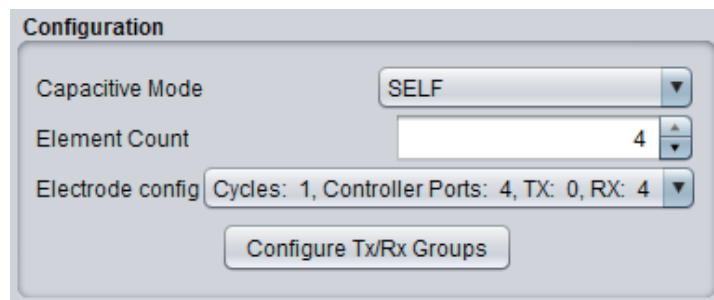 Configuration
Capacitive Mode SELF
Element Count 4
Electrode config Cycles: 1, Controller Ports: 4, TX: 0, RX: 4
Configure Tx/Rx Groups